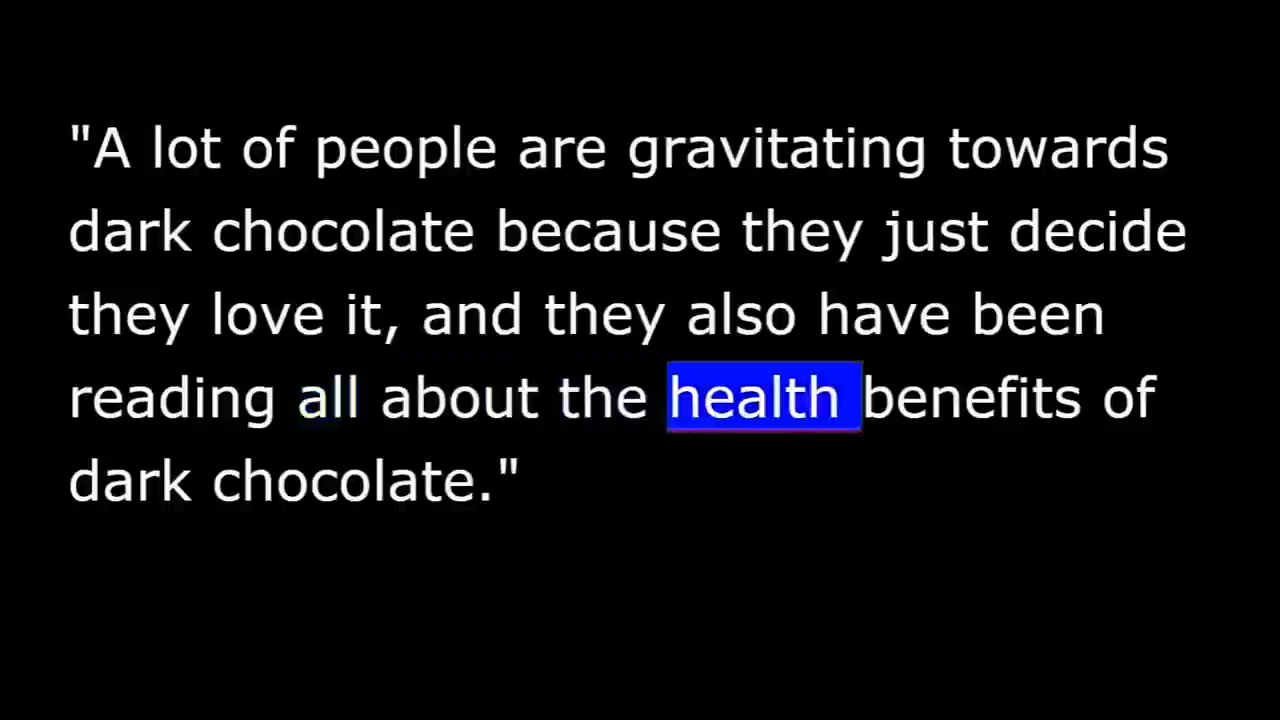 "A lot of people are gravitating towards
dark chocolate because they just decide
they love it, and they also have been
reading all about the health benefits of
dark chocolate."